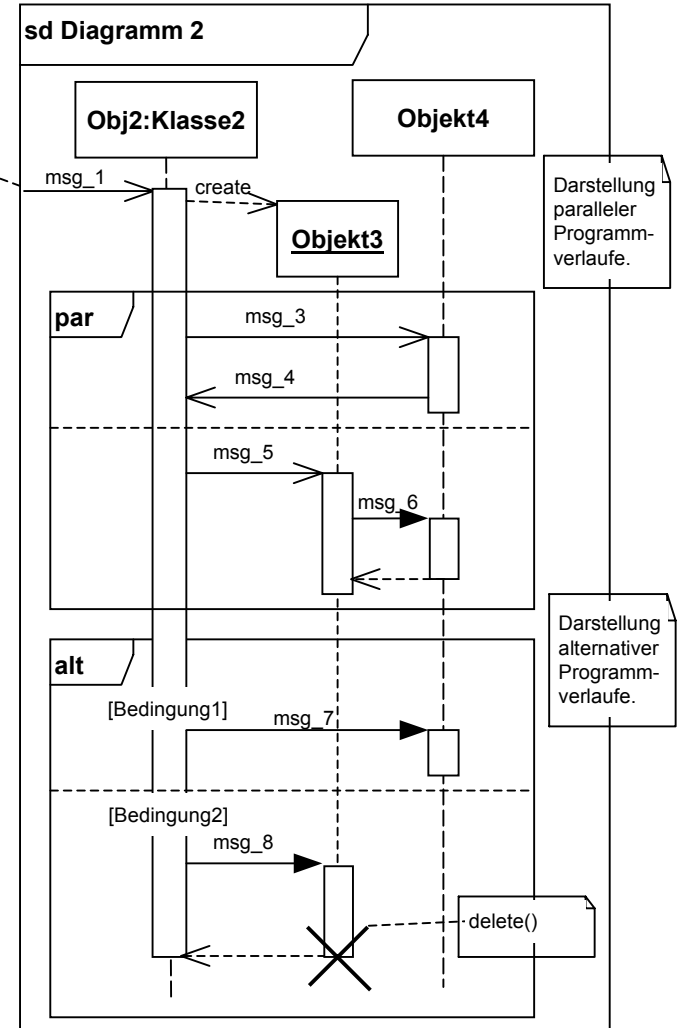 sd Diagramm 2
Obj2:Klasse2
Objekt4
msg_1
create
Objekt3
Darstellung
paralleler
Programm-
verlaufe.
par
msg_3
msg_4
msg_5
msg_6
Darstellung
alternativer
Programm-
verlaufe.
alt
[Bedingung1]
msg_7
[Bedingung2]
msg_8
delete()